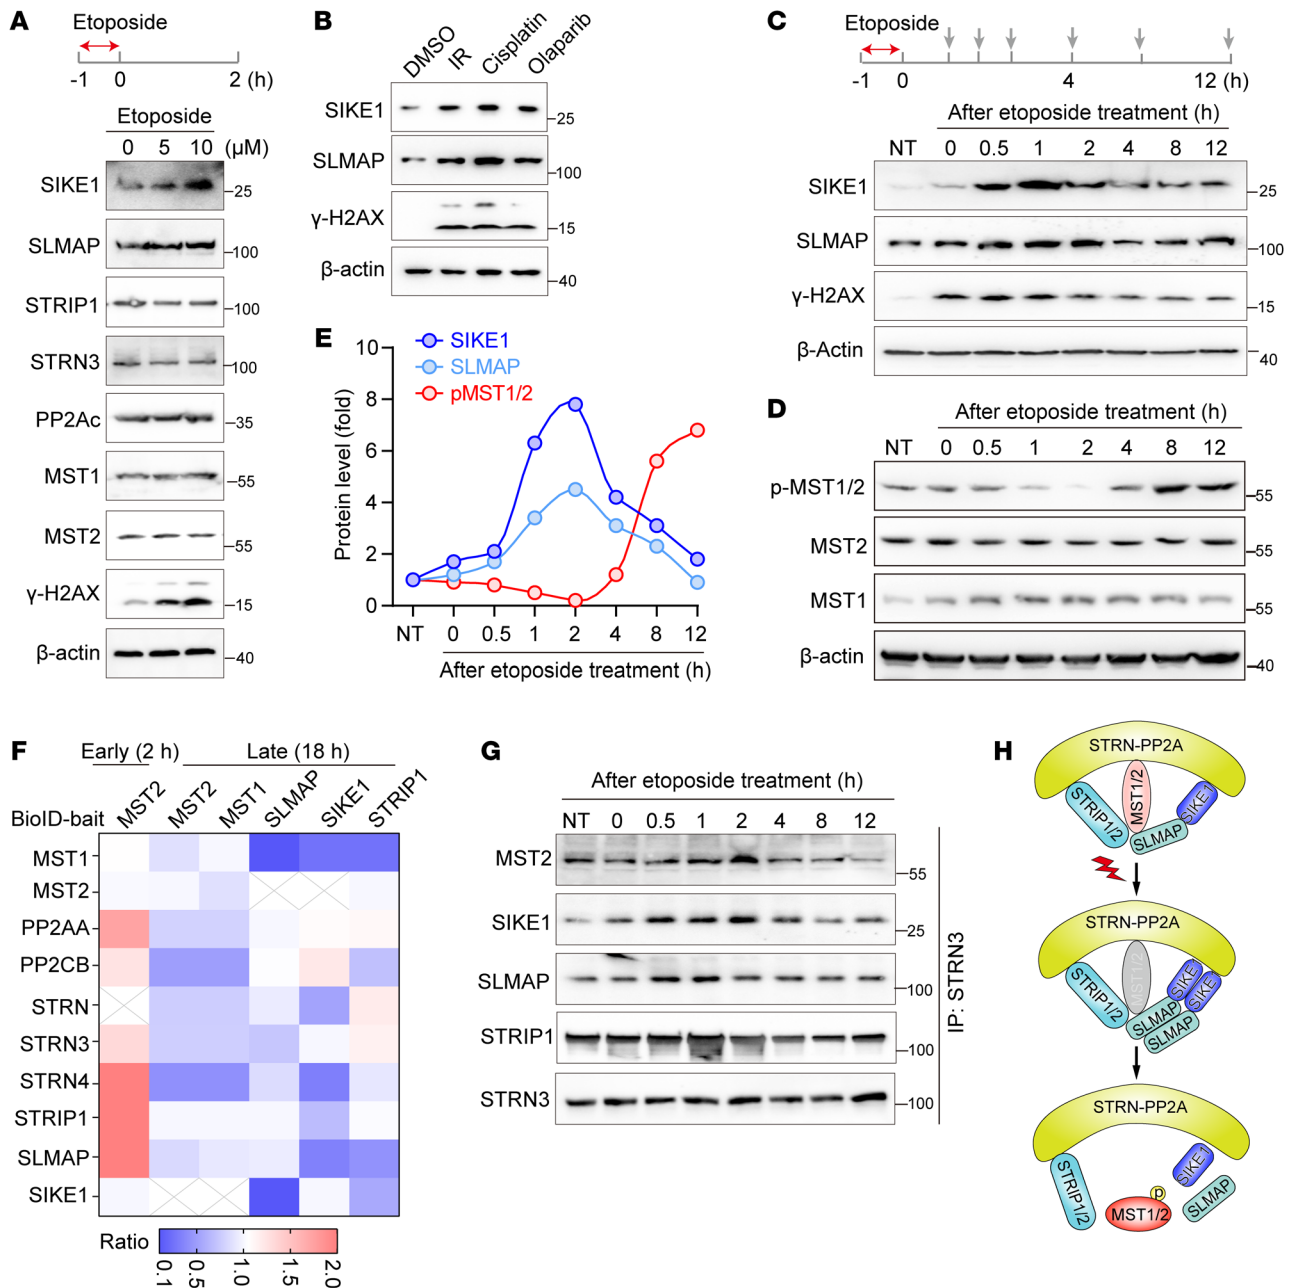 A
Etoposide
-1 0 2 (h)
Etoposide
0 5 10 (µM)
SIKE1
25
SLMAP
100
STRIP1
100
STRN3
100
PP2Ac
35
MST1
55
MST2
55
γ-H2AX
15
β-actin
40
B
DMSO IR Cisplatin Olaparib
SIKE1
25
SLMAP
100
γ-H2AX
15
β-actin
40
C
Etoposide
-1 0 4 12 (h)
After etoposide treatment (h)
NT 0 0.5 1 2 4 8 12
SIKE1
25
SLMAP
100
γ-H2AX
15
β-Actin
40
D
After etoposide treatment (h)
NT 0 0.5 1 2 4 8 12
p-MST1/2
55
MST2
55
MST1
55
β-actin
40
E
SIKE1
SLMAP
pMST1/2
Protein level (fold)
10
8
6
4
2
0
NT 0 0.5 1 2 4 8 12
After etoposide treatment (h)
F
Early (2 h) Late (18 h)
BioID-bait MST2 MST2 MST1 SLMAP SIKE1 STRIP1
MST1
MST2
PP2AA
PP2CB
STRN
STRN3
STRN4
STRIP1
SLMAP
SIKE1
Ratio
0.1 0.5 1.0 1.5 2.0
G
After etoposide treatment (h)
NT 0 0.5 1 2 4 8 12
MST2
55
SIKE1
25
SLMAP
100
STRIP1
100
STRN3
100
IP: STRN3
H
STRN-PP2A
STRIP1/2
MST1/2
SLMAP
SIKE1
STRN-PP2A
STRIP1/2
MST1/2
SIKE
SIKE
SLMAP
SLMAP
STRN-PP2A
STRIP1/2
p
MST1/2
SIKE1
SLMAP